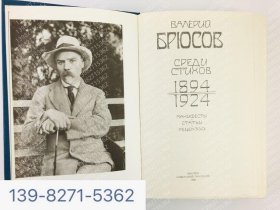 ВАЛЕРИЙ
БРЮСОВ
СРЕДИ
СТИХОВ
1894
1924
МАНИФЕСТЫ
СТАТЬИ
РЕЦЕНЗИИ
139-8271-5362